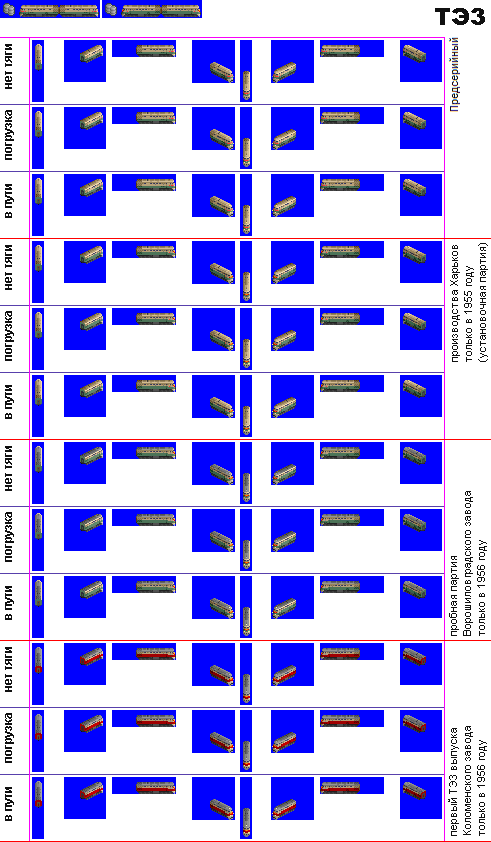 ТЭ3
нет тяги
погрузка
в пути
Предсерийный
нет тяги
погрузка
в пути
производства Харьков
только в 1955 году
(установочная партия)
нет тяги
погрузка
в пути
пробная партия
Ворошиловградского завода
только в 1956 году
нет тяги
погрузка
в пути
первый ТЭ3 выпуска
Коломенского завода
только в 1956 году